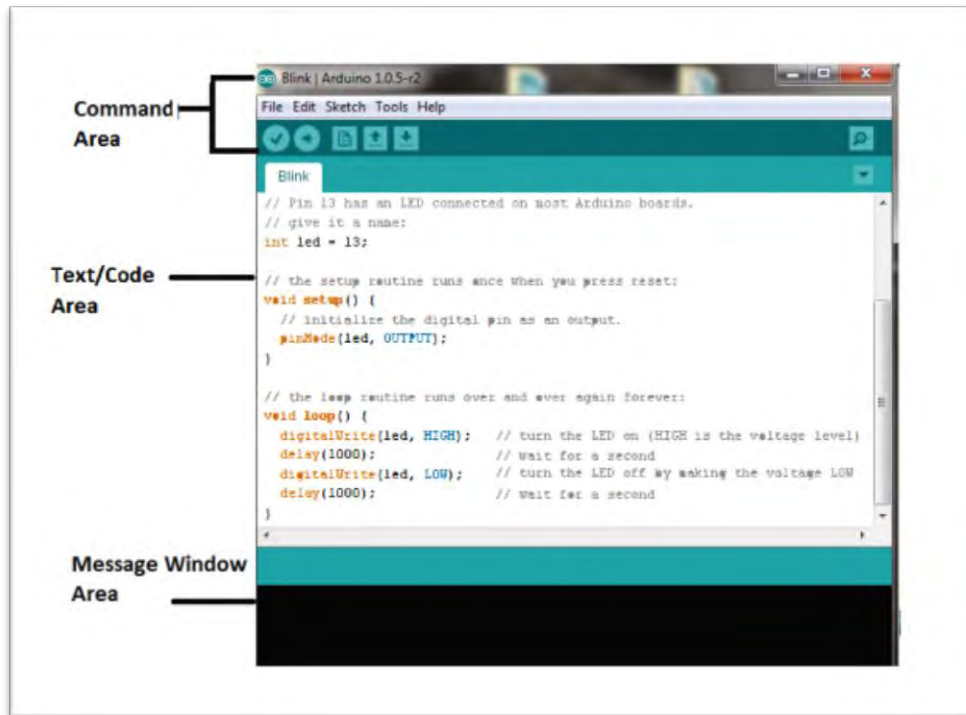 Blink | Arduino 1.0.5-r2
File Edit Sketch Tools Help
Command
Area
Blink
// Pin 13 has an LED connected on most Arduino boards.
// give it a name:
int led = 13;
Text/Code
Area
// the setup routine runs once when you press reset:
void setup() {
// initialize the digital pin as an output.
pinMode(led, OUTPUT);
}
// the loop routine runs over and over again forever:
void loop() {
digitalWrite(led, HIGH); // turn the LED on (HIGH is the voltage level)
delay(1000); // wait for a second
digitalWrite(led, LOW); // turn the LED off by making the voltage LOW
delay(1000); // wait for a second
}
Message Window
Area